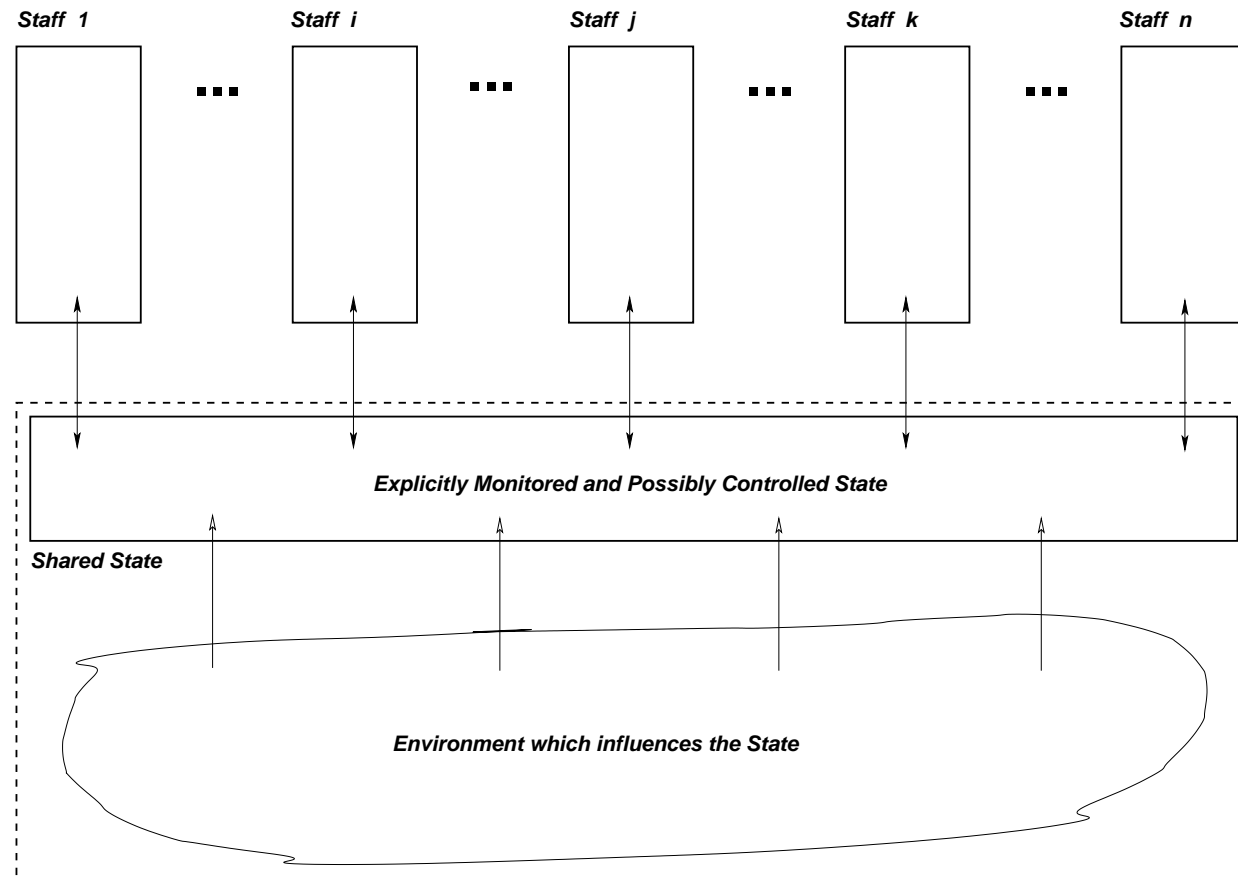 Staff 1
Staff i
Staff j
Staff k
Staff n
Explicitly Monitored and Possibly Controlled State
Shared State
Environment which influences the State